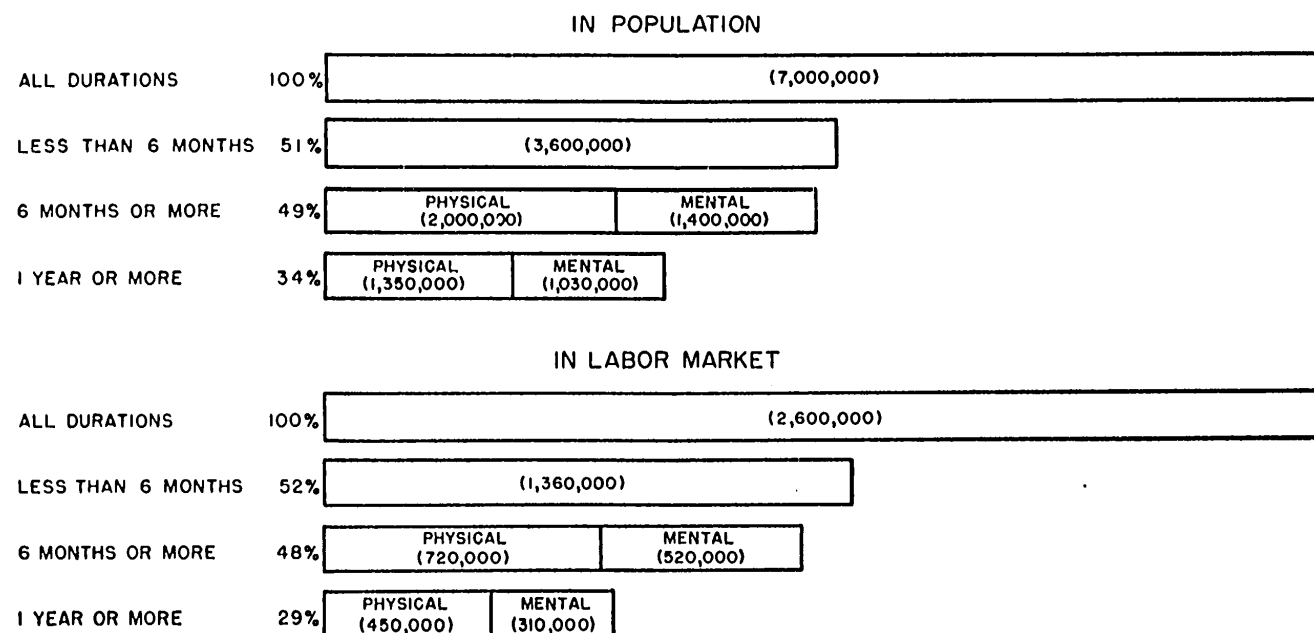 IN POPULATION
ALL DURATIONS 100% (7,000,000)
LESS THAN 6 MONTHS 51% (3,600,000)
6 MONTHS OR MORE 49% PHYSICAL (2,000,000) MENTAL (1,400,000)
1 YEAR OR MORE 34% PHYSICAL (1,350,000) MENTAL (1,030,000)
IN LABOR MARKET
ALL DURATIONS 100% (2,600,000)
LESS THAN 6 MONTHS 52% (1,360,000)
6 MONTHS OR MORE 48% PHYSICAL (720,000) MENTAL (520,000)
1 YEAR OR MORE 29% PHYSICAL (450,000) MENTAL (310,000)